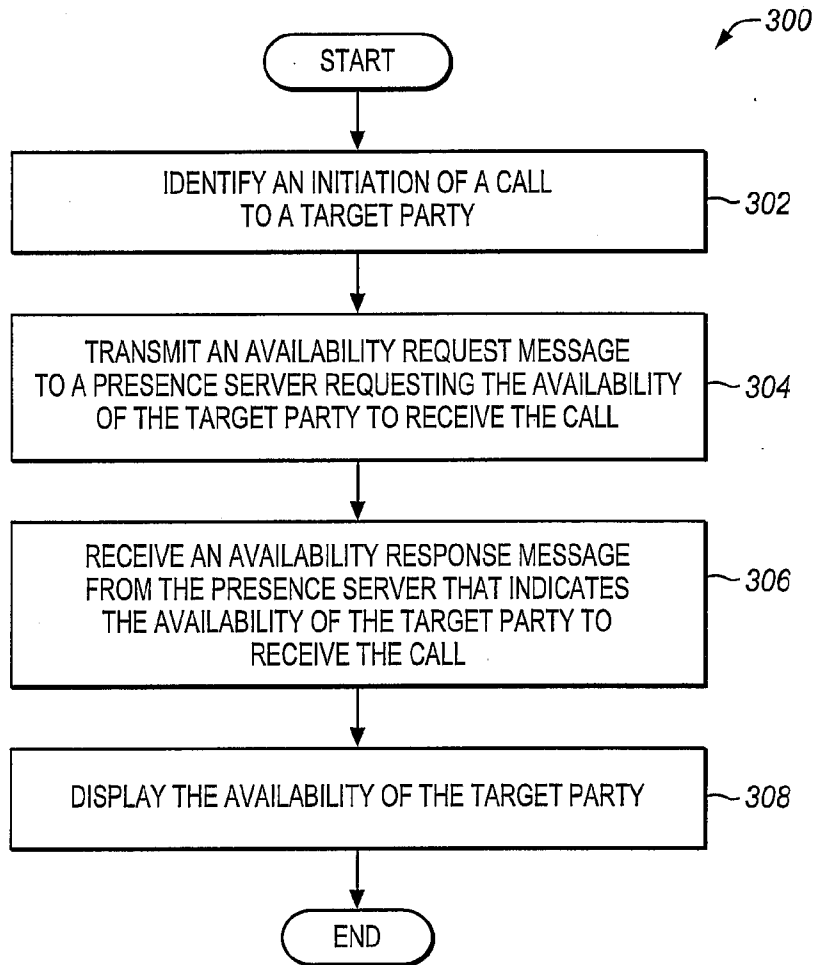 300
START
IDENTIFY AN INITIATION OF A CALL
TO A TARGET PARTY
302
TRANSMIT AN AVAILABILITY REQUEST MESSAGE
TO A PRESENCE SERVER REQUESTING THE AVAILABILITY
OF THE TARGET PARTY TO RECEIVE THE CALL
304
RECEIVE AN AVAILABILITY RESPONSE MESSAGE
FROM THE PRESENCE SERVER THAT INDICATES
THE AVAILABILITY OF THE TARGET PARTY TO
RECEIVE THE CALL
306
DISPLAY THE AVAILABILITY OF THE TARGET PARTY
308
END